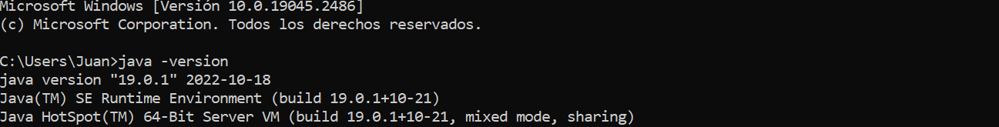 Microsoft Windows [Versión 10.0.19045.2486]
(c) Microsoft Corporation. Todos los derechos reservados.
C:\Users\Juan>java -version
java version "19.0.1" 2022-10-18
Java(TM) SE Runtime Environment (build 19.0.1+10-21)
Java HotSpot(TM) 64-Bit Server VM (build 19.0.1+10-21, mixed mode, sharing)